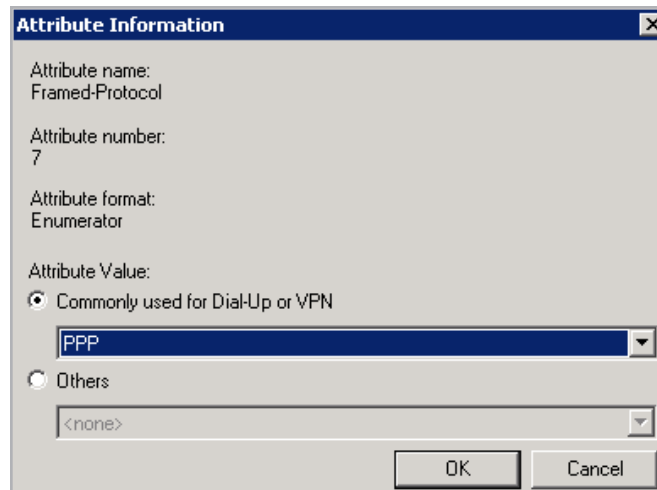 Attribute Information
Attribute name:
Framed-Protocol
Attribute number:
7
Attribute format:
Enumerator
Attribute Value:
Commonly used for Dial-Up or VPN
PPP
Others
<none>
OK Cancel